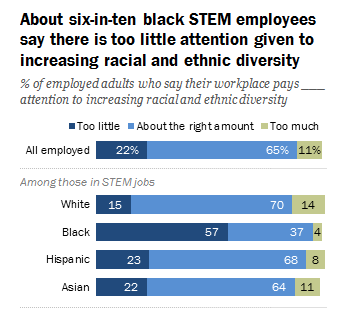 About six-in-ten black STEM employees
say there is too little attention given to
increasing racial and ethnic diversity
% of employed adults who say their workplace pays ___
attention to increasing racial and ethnic diversity
Too little About the right amount Too much
All employed 22% 65% 11%
Among those in STEM jobs
White 15 70 14
Black 57 37 4
Hispanic 23 68 8
Asian 22 64 11